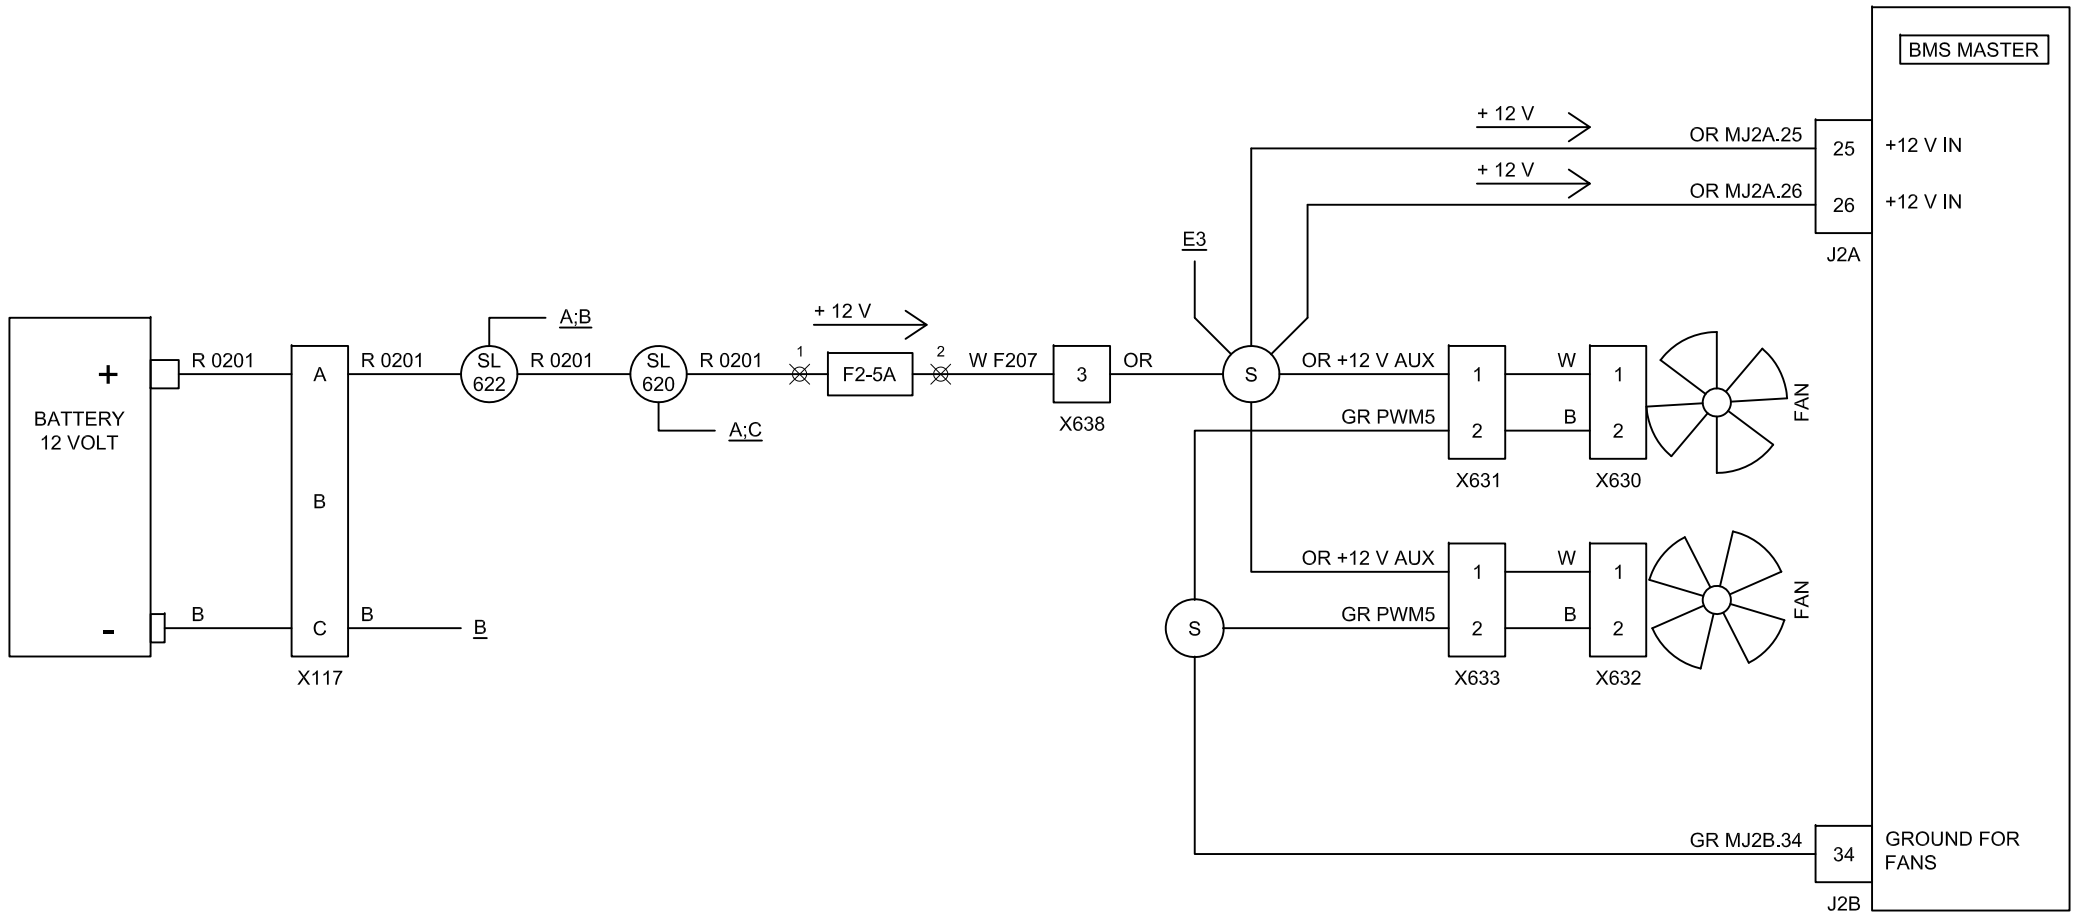 BMS MASTER
+ 12 V
OR MJ2A.25
25
+12 V IN
+ 12 V
OR MJ2A.26
26
+12 V IN
J2A
E3
+
BATTERY
12 VOLT
-
R 0201
A
B
C
X117
R 0201
SL
622
A;B
R 0201
SL
620
A;C
R 0201
1
+ 12 V
F2-5A
2
W F207
3
X638
OR
S
OR +12 V AUX
1
W
1
GR PWM5
2
B
2
X631
X630
FAN
OR +12 V AUX
1
W
1
GR PWM5
2
B
2
X633
X632
FAN
S
B
B
B
GR MJ2B.34
34
GROUND FOR
FANS
J2B